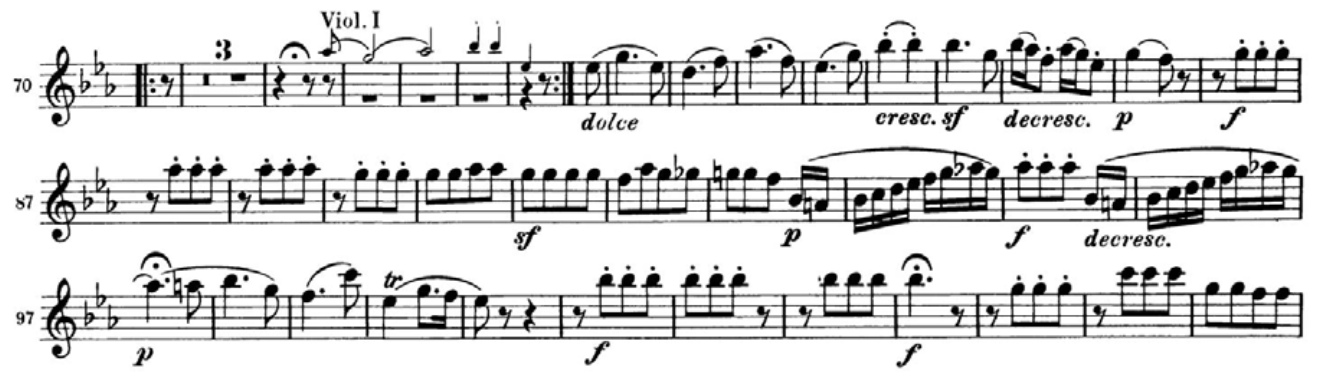 Viol. I
3
70
dolce cresc. sf decresc. p f
87
sf p f decresc.
tr
97
p f f